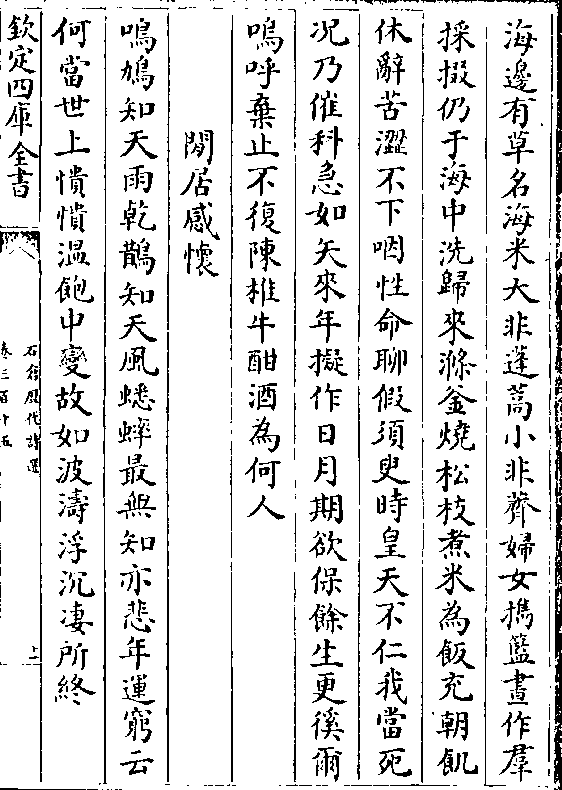 海邊有草名海米大非蓬蒿小非薺婦女擕籃晝作羣
採掇仍于海中洗歸來滌釜燒松枝煮米為飯充朝飢
休辭苦澀不下咽性命聊假須臾時皇天不仁我當死
况乃催科急如矢來年擬作日月期欲保餘生更徯爾
嗚呼棄止不復陳椎牛酣酒為何人
閒居感懷
鳴鳩知天雨乾鵲知天風蟋蟀最無知亦悲年運窮云
何當世上憒憒温飽中變故如波濤浮沉凄所終
欽定四庫全書
石倉歷代詩選
卷三百十五